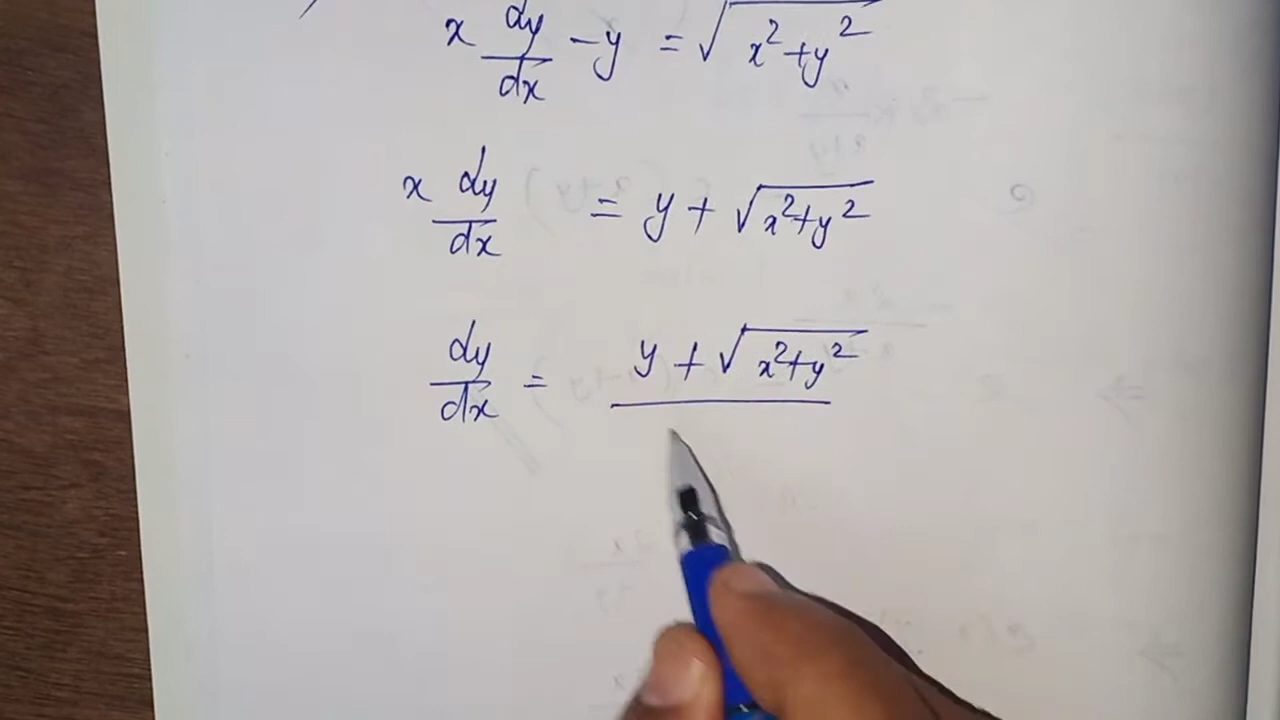 x dy/dx - y = √x²+y²
x dy/dx = y + √x²+y²
dy/dx = y + √x²+y² /